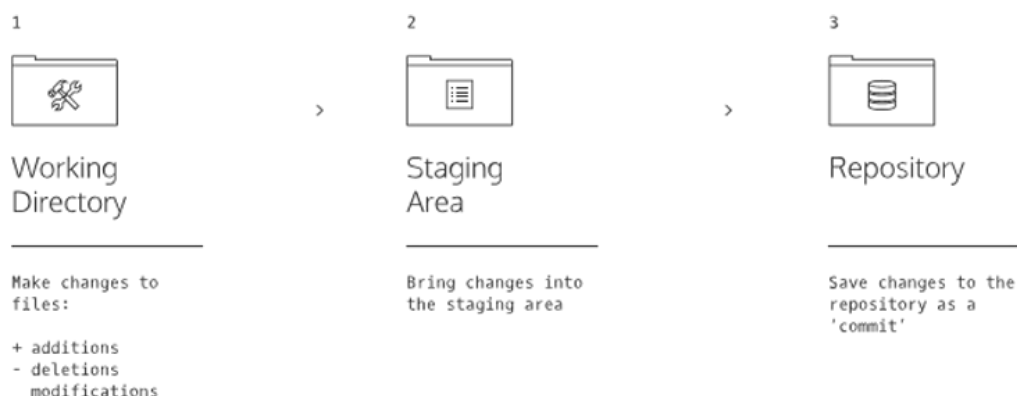 1
Working
Directory
Make changes to
files:
+ additions
- deletions
modifications
2
Staging
Area
Bring changes into
the staging area
3
Repository
Save changes to the
repository as a
'commit'